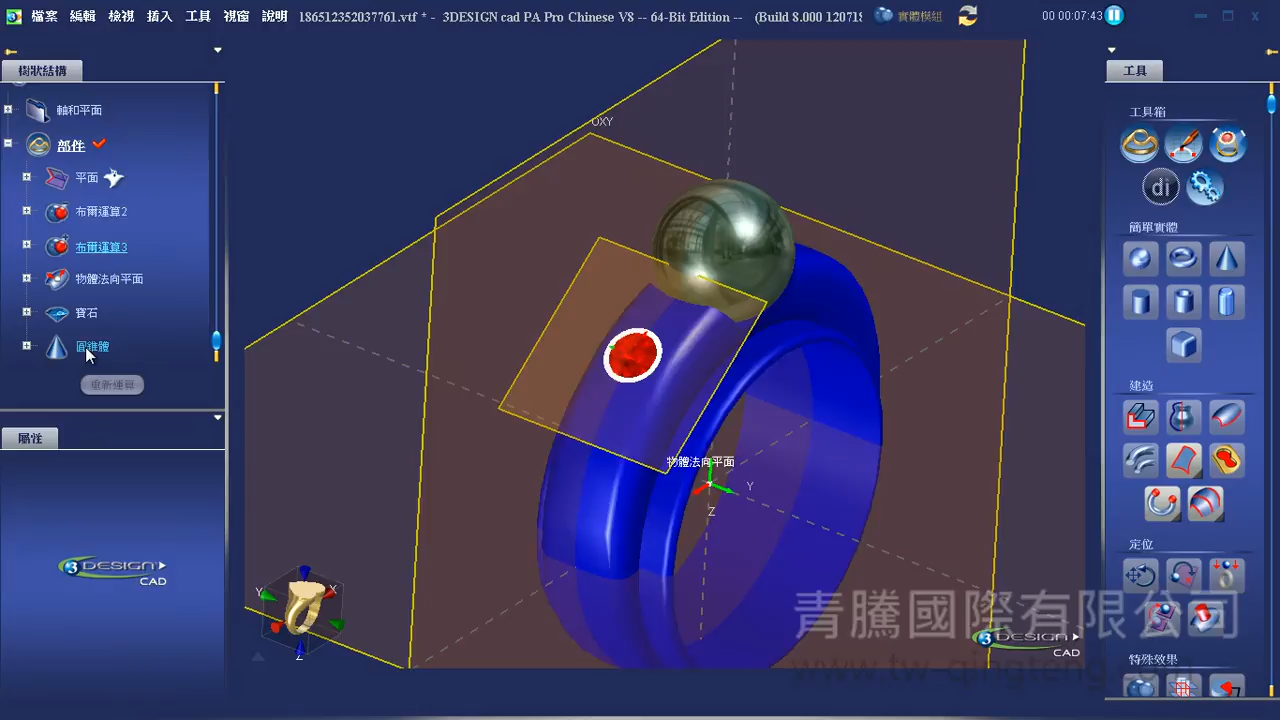 檔案 編輯 檢視 插入 工具 視窗 說明 186512352037761.vtf * - 3DESIGN cad PA Pro Chinese V8 -- 64-Bit Edition -- (Build 8.000 120718 實體模組 00 00:07:43
樹狀結構
軸和平面
部件
平面
布爾運算2
布爾運算3
物體法向平面
寶石
圓錐體
重新運算
屬性
3DESIGN
CAD
OXY
物體法向平面
Y
Z
Y X
Z
工具
工具箱
di
簡單實體
建造
定位
特殊效果
青騰國際有限公司
3DESIGN
CAD
www.tw-qingteng.com